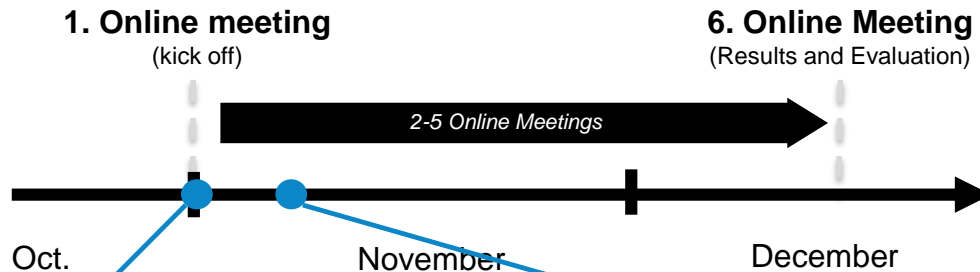 1. Online meeting
(kick off)
6. Online Meeting
(Results and Evaluation)
2-5 Online Meetings
Oct.
November
December